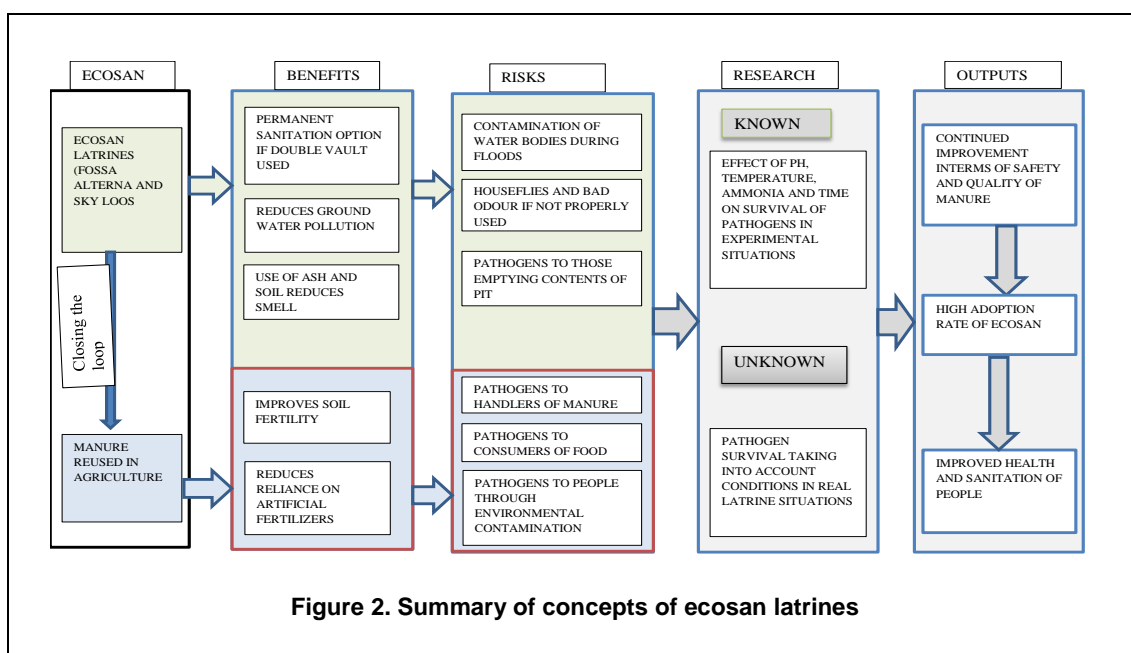 ECOSAN
ECOSAN
LATRINES
(FOSSA
ALTERNA AND
SKY LOOS
Closing the
loop
MANURE
REUSED IN
AGRICULTURE
BENEFITS
PERMANENT
SANITATION OPTION
IF DOUBLE VAULT
USED
REDUCES GROUND
WATER POLLUTION
USE OF ASH AND
SOIL REDUCES
SMELL
IMPROVES SOIL
FERTILITY
REDUCES
RELIANCE ON
ARTIFICIAL
FERTILIZERS
RISKS
CONTAMINATION OF
WATER BODIES DURING
FLOODS
HOUSEFLIES AND BAD
ODOUR IF NOT PROPERLY
USED
PATHOGENS TO THOSE
EMPTYING CONTENTS OF
PIT
PATHOGENS TO
HANDLERS OF MANURE
PATHOGENS TO
CONSUMERS OF FOOD
PATHOGENS TO PEOPLE
THROUGH
ENVIRONMENTAL
CONTAMINATION
RESEARCH
KNOWN
EFFECT OF PH,
TEMPERATURE,
AMMONIA AND TIME
ON SURVIVAL OF
PATHOGENS IN
EXPERIMENTAL
SITUATIONS
UNKNOWN
PATHOGEN
SURVIVAL TAKING
INTO ACCOUNT
CONDITIONS IN REAL
LATRINE SITUATIONS
OUTPUTS
CONTINUED
IMPROVEMENT
INTERMS OF SAFETY
AND QUALITY OF
MANURE
HIGH ADOPTION
RATE OF ECOSAN
IMPROVED HEALTH
AND SANITATION OF
PEOPLE
Figure 2. Summary of concepts of ecosan latrines